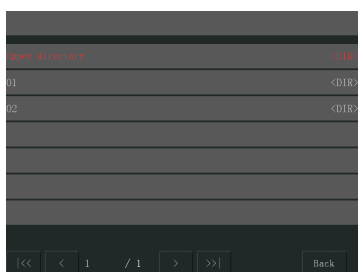 Upper directory <DIR>
01 <DIR>
02 <DIR>
|<< < 1 / 1 > >>| Back